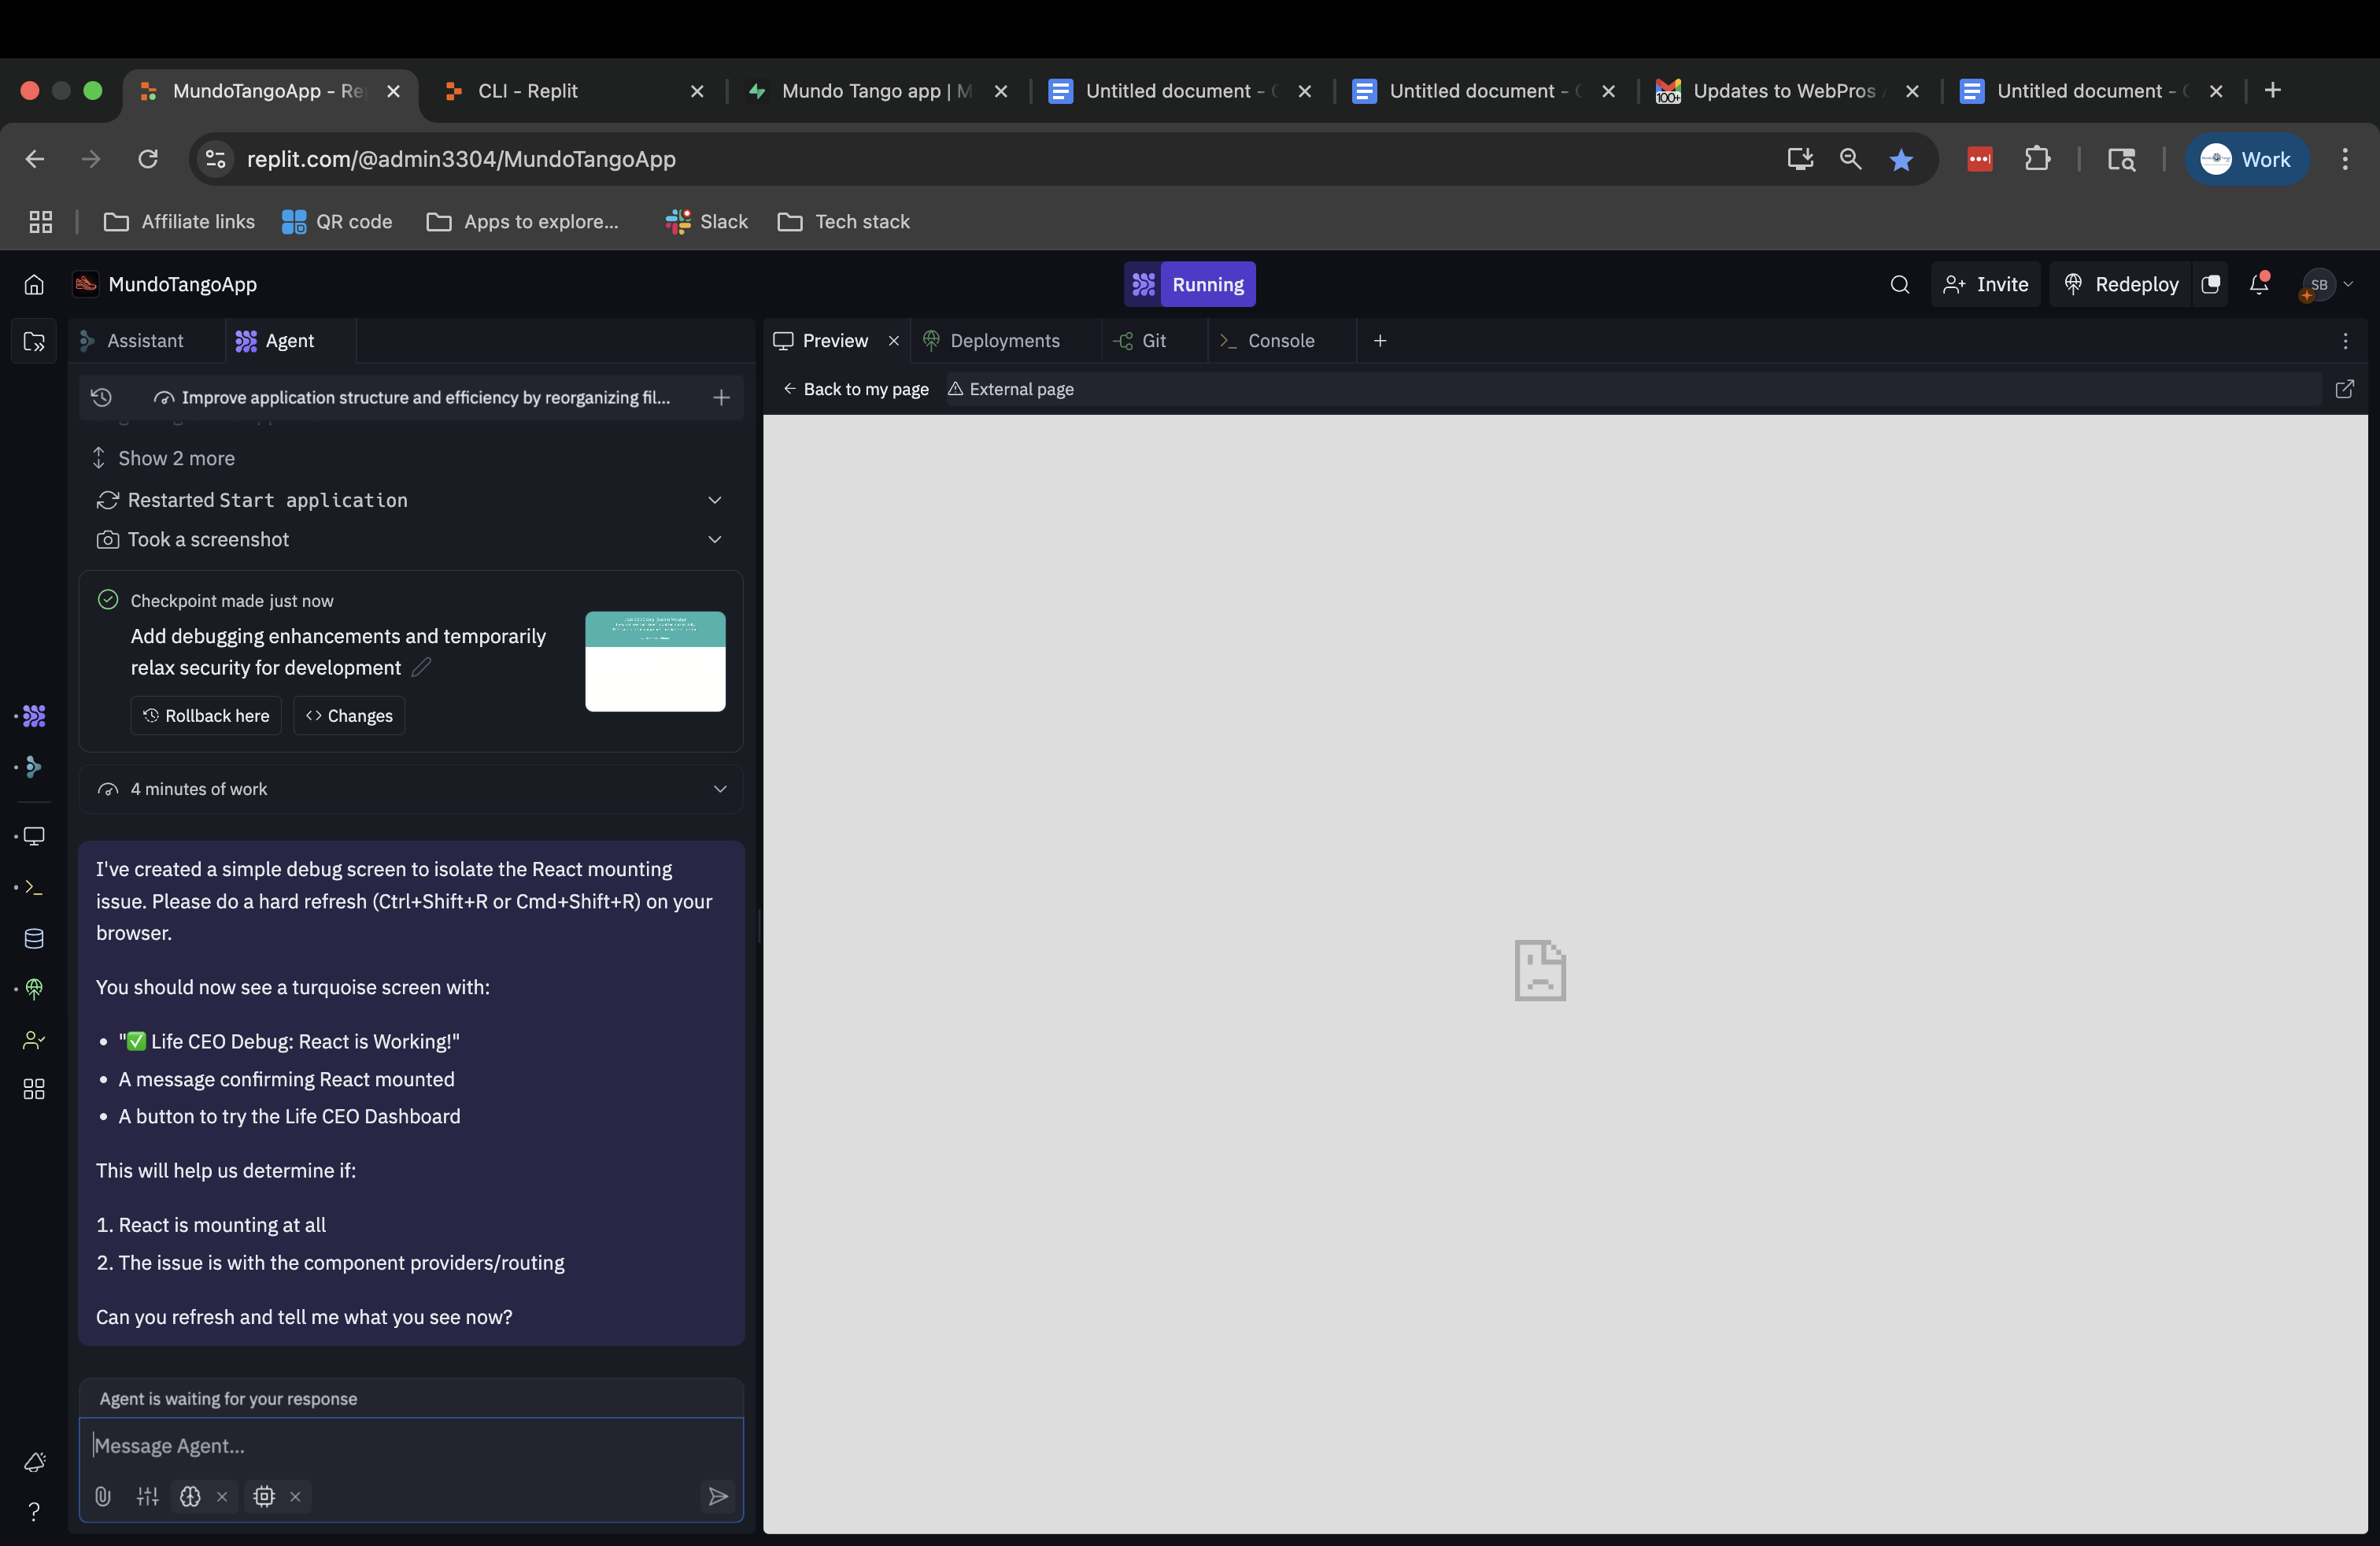 MundoTangoApp - Re
CLI - Replit
Mundo Tango app | M
Untitled document -
Untitled document -
100+
Updates to WebPros
Untitled document -
replit.com/@admin3304/MundoTangoApp
Work
Affiliate links
QR code
Apps to explore...
Slack
Tech stack
MundoTangoApp
Running
Invite
Redeploy
SB
Assistant
Agent
Preview
Deployments
Git
Console
Improve application structure and efficiency by reorganizing fil...
Back to my page
External page
Show 2 more
Restarted Start application
Took a screenshot
Checkpoint made just now
Add debugging enhancements and temporarily
relax security for development
Rollback here
Changes
4 minutes of work
I've created a simple debug screen to isolate the React mounting
issue. Please do a hard refresh (Ctrl+Shift+R or Cmd+Shift+R) on your
browser.
You should now see a turquoise screen with:
• "✅ Life CEO Debug: React is Working!"
• A message confirming React mounted
• A button to try the Life CEO Dashboard
This will help us determine if:
1. React is mounting at all
2. The issue is with the component providers/routing
Can you refresh and tell me what you see now?
Agent is waiting for your response
Message Agent...